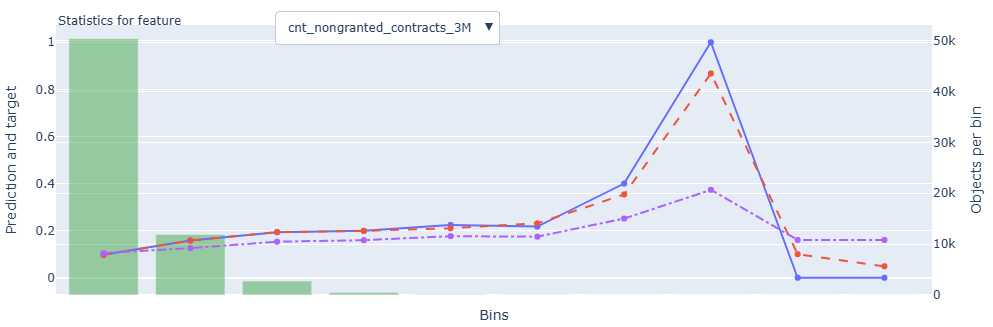 Statistics for feature
cnt_nongranted_contracts_3M ▼
1
0.8
0.6
0.4
0.2
0
Prediction and target
50k
40k
30k
20k
10k
0
Objects per bin
Bins